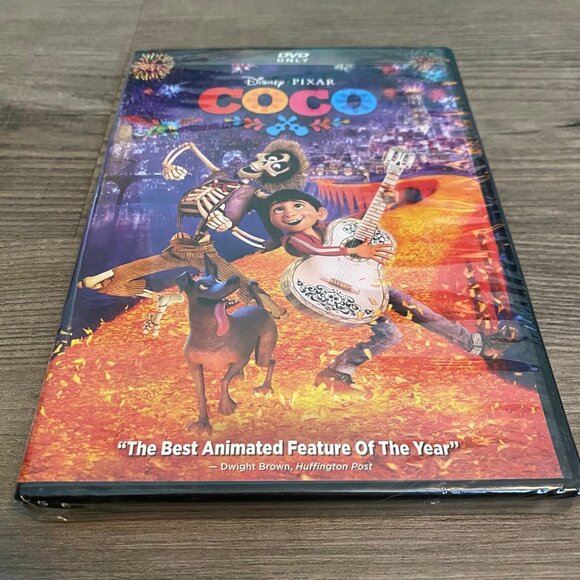 DVD
ONLY
Disney · PIXAR
COCO
“The Best Animated Feature Of The Year”
— Dwight Brown, Huffington Post